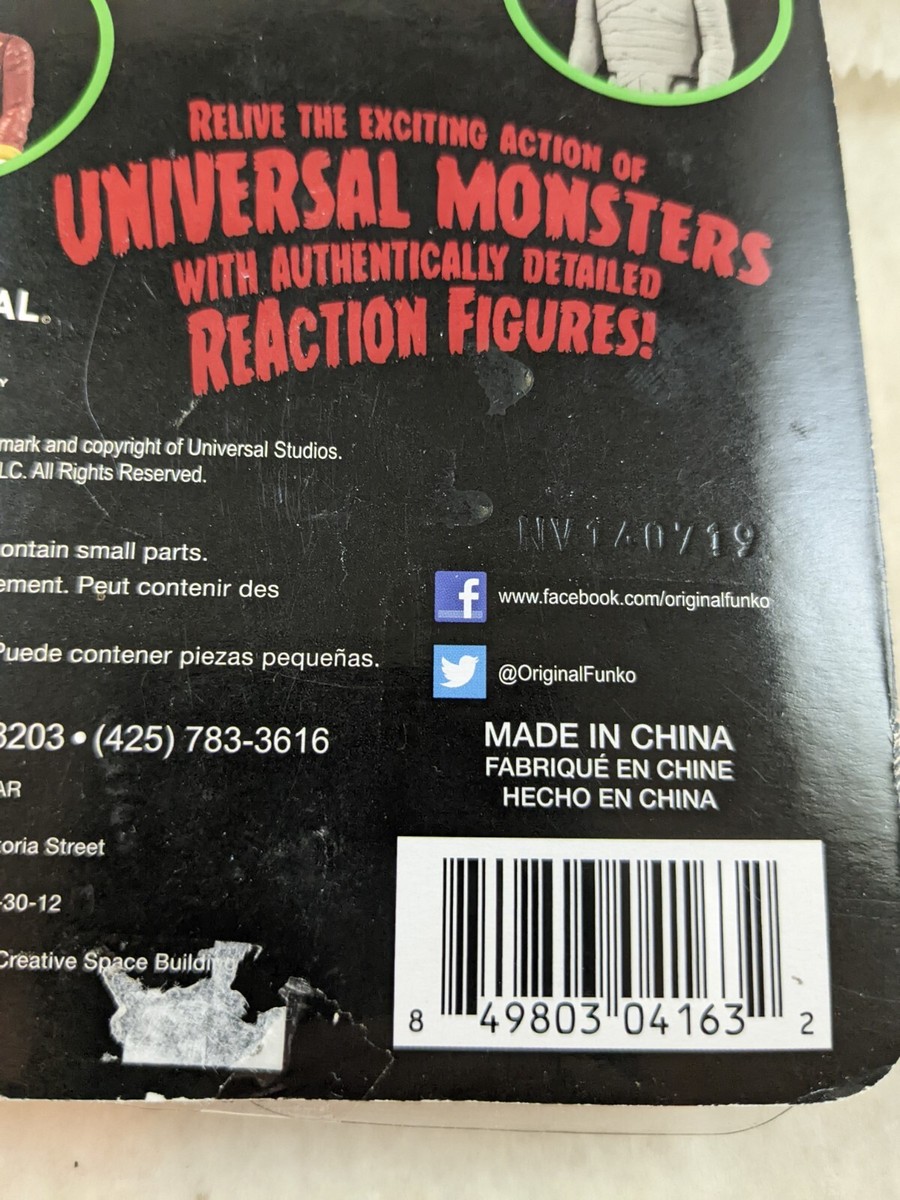 RELIVE THE EXCITING ACTION OF
UNIVERSAL MONSTERS
WITH AUTHENTICALLY DETAILED
REACTION FIGURES!
AL.
Y
mark and copyright of Universal Studios.
LC. All Rights Reserved.
NV140719
ontain small parts.
ement. Peut contenir des
www.facebook.com/originalfunko
Puede contener piezas pequeñas.
@OriginalFunko
3203 • (425) 783-3616
MADE IN CHINA
FABRIQUÉ EN CHINE
HECHO EN CHINA
AR
toria Street
-30-12
Creative Space Building
8 49803 04163 2